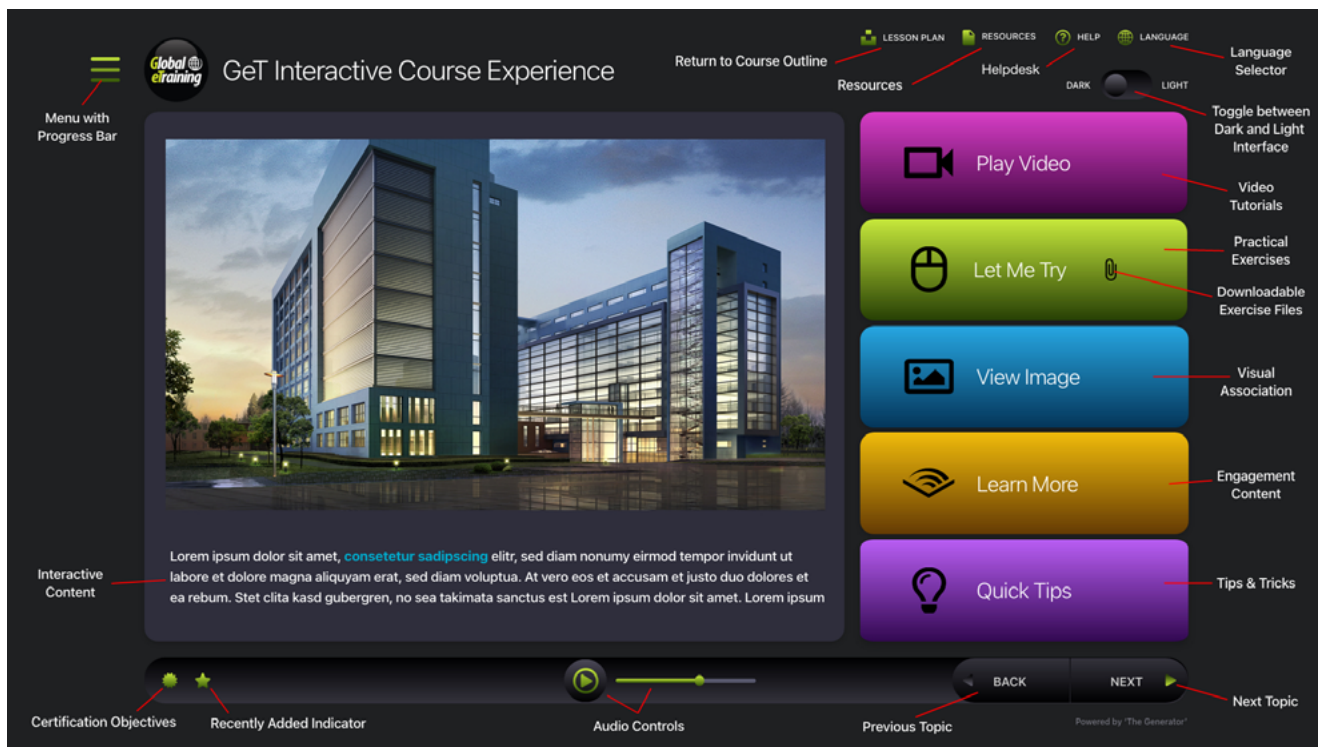 LESSON PLAN
RESOURCES
HELP
LANGUAGE
Global
eTraining
GeT Interactive Course Experience
Return to Course Outline
Resources
Helpdesk
Language
Selector
DARK
LIGHT
Menu with
Progress Bar
Toggle between
Dark and Light
Interface
Play Video
Video
Tutorials
Let Me Try
Practical
Exercises
Downloadable
Exercise Files
View Image
Visual
Association
Learn More
Engagement
Content
Quick Tips
Tips & Tricks
Interactive
Content
Lorem ipsum dolor sit amet, consetetur sadipscing elitr, sed diam nonumy eirmod tempor invidunt ut
labore et dolore magna aliquyam erat, sed diam voluptua. At vero eos et accusam et justo duo dolores et
ea rebum. Stet clita kasd gubergren, no sea takimata sanctus est Lorem ipsum dolor sit amet. Lorem ipsum
BACK
NEXT
Certification Objectives
Recently Added Indicator
Audio Controls
Previous Topic
Next Topic
Powered by 'The Generator'